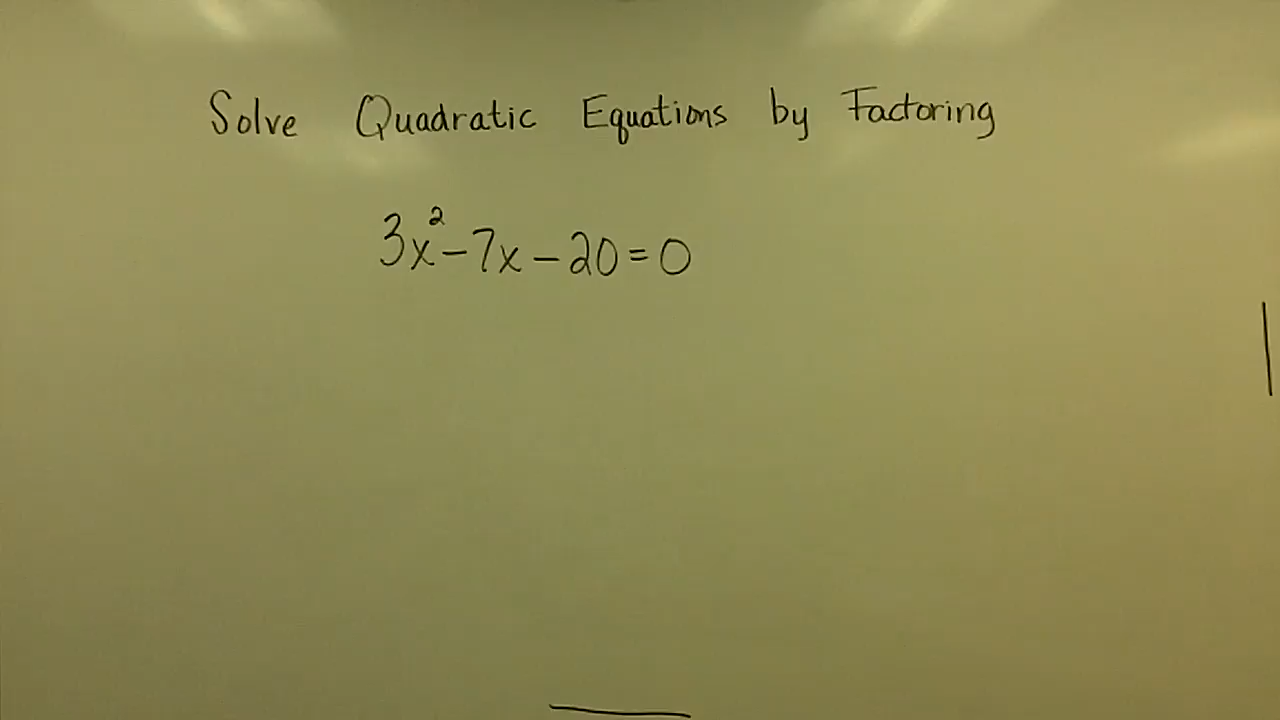 Solve Quadratic Equations by Factoring
3x² - 7x - 20 = 0